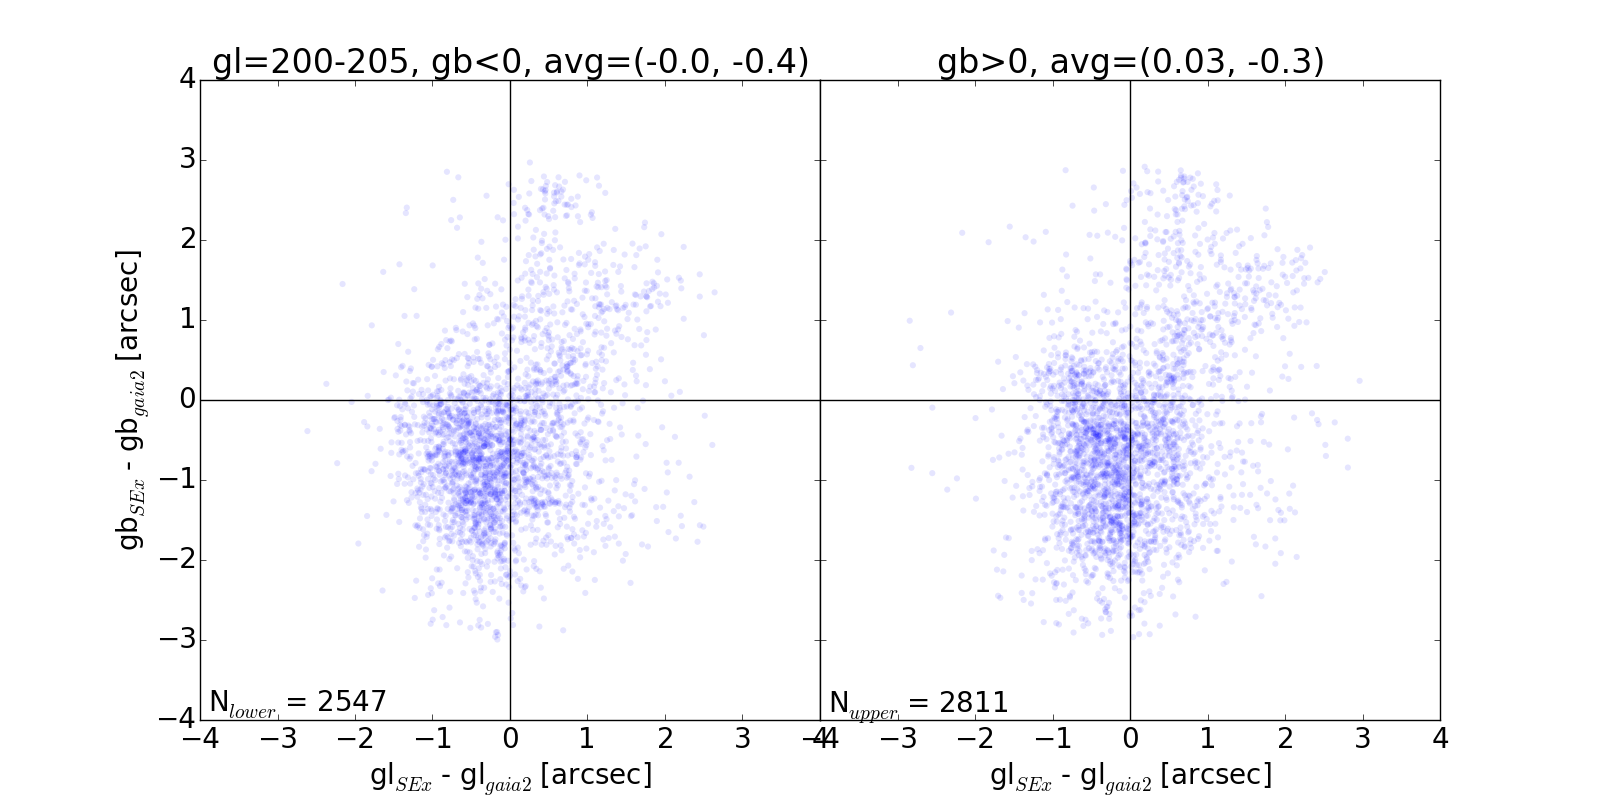 gl=200-205, gb<0, avg=(-0.0, -0.4)
gb>0, avg=(0.03, -0.3)
4
3
2
1
0
−1
−2
−3
−4
gb_SEx - gb_gaia2 [arcsec]
N_lower = 2547
N_upper = 2811
−4 −3 −2 −1 0 1 2 3 4
−4 −3 −2 −1 0 1 2 3 4
gl_SEx - gl_gaia2 [arcsec]
gl_SEx - gl_gaia2 [arcsec]